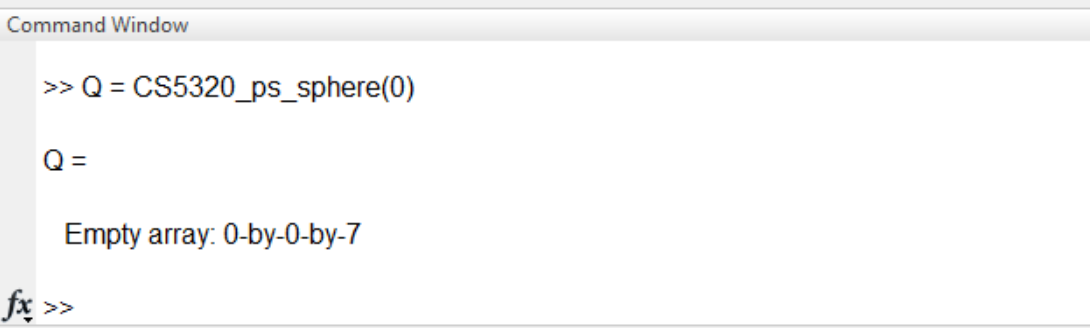 Command Window
>> Q = CS5320_ps_sphere(0)
Q =
Empty array: 0-by-0-by-7
fx >>